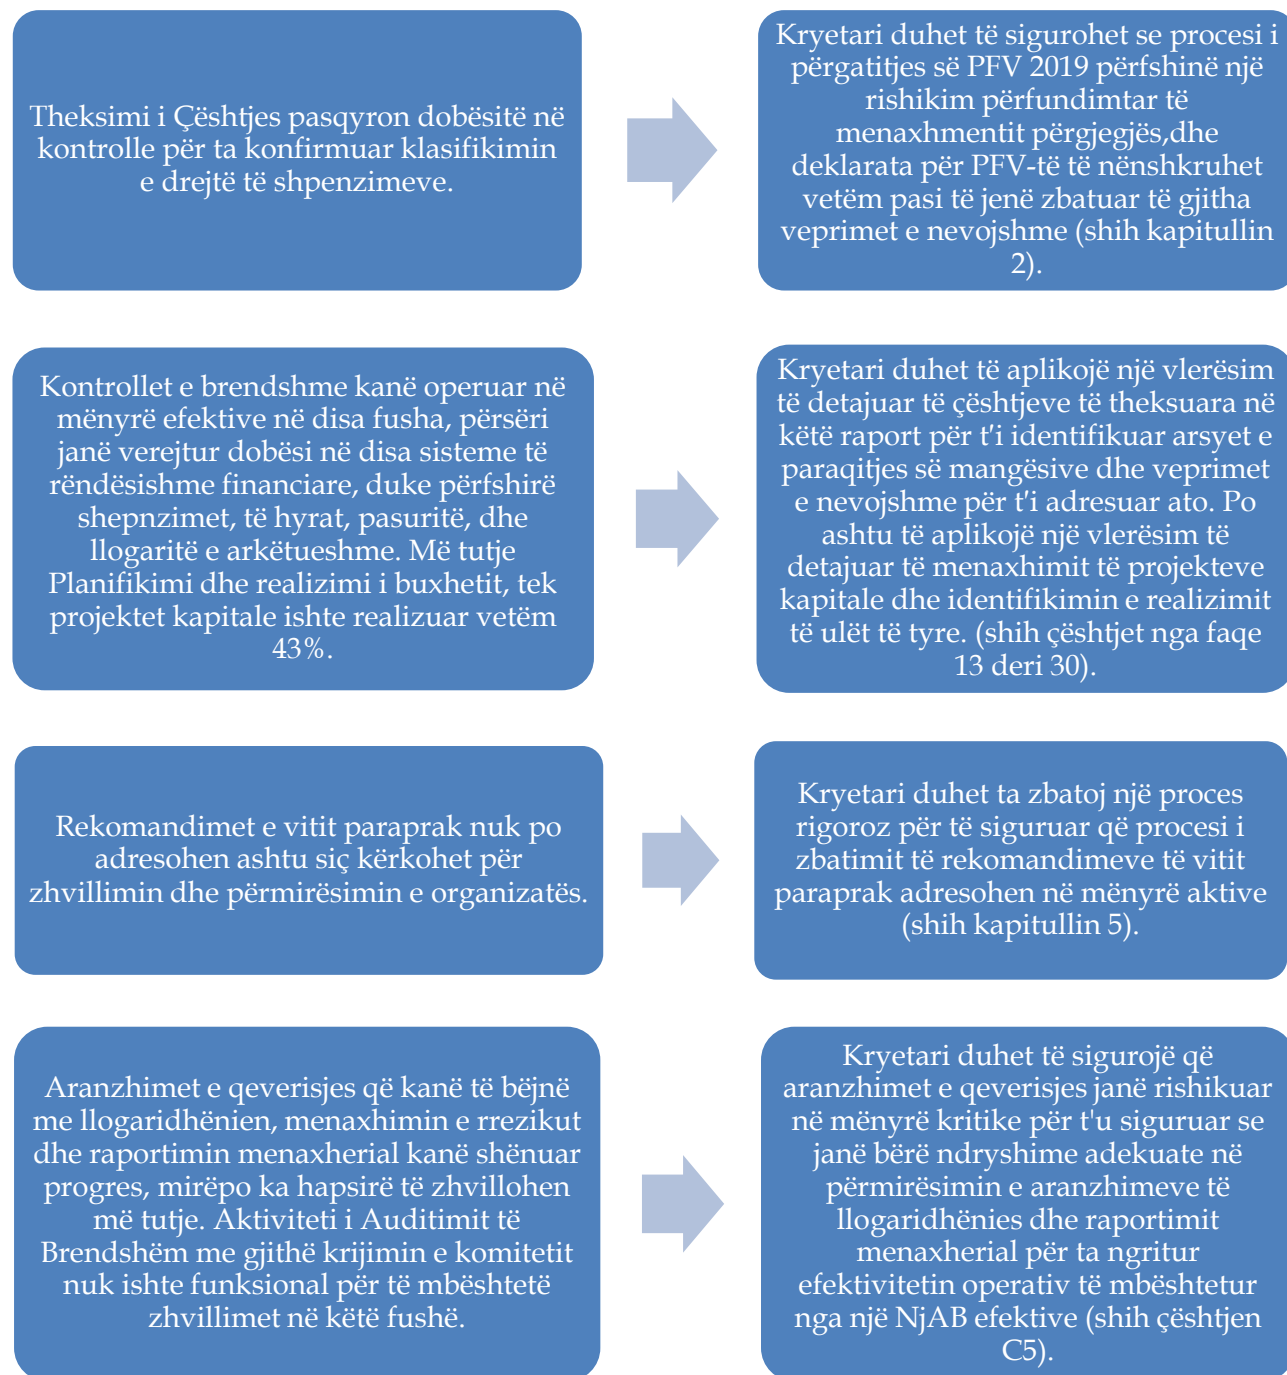 Theksimi i Çështjes pasqyron dobësitë në
kontrolle për ta konfirmuar klasifikimin
e drejtë të shpenzimeve.
Kryetari duhet të sigurohet se procesi i
përgatitjes së PFV 2019 përfshinë një
rishikim përfundimtar të
menaxhmentit përgjegjës,dhe
deklarata për PFV-të të nënshkruhet
vetëm pasi të jenë zbatuar të gjitha
veprimet e nevojshme (shih kapitullin
2).
Kontrollet e brendshme kanë operuar në
mënyrë efektive në disa fusha, përsëri
janë verejtur dobësi në disa sisteme të
rëndësishme financiare, duke përfshirë
shepnzimet, të hyrat, pasuritë, dhe
llogaritë e arkëtueshme. Më tutje
Planifikimi dhe realizimi i buxhetit, tek
projektet kapitale ishte realizuar vetëm
43%.
Kryetari duhet të aplikojë një vlerësim
të detajuar të çështjeve të theksuara në
këtë raport për t'i identifikuar arsyet e
paraqitjes së mangësive dhe veprimet
e nevojshme për t'i adresuar ato. Po
ashtu të aplikojë një vlerësim të
detajuar të menaxhimit të projekteve
kapitale dhe identifikimin e realizimit
të ulët të tyre. (shih çështjet nga faqe
13 deri 30).
Rekomandimet e vitit paraprak nuk po
adresohen ashtu siç kërkohet për
zhvillimin dhe përmirësimin e organizatës.
Kryetari duhet ta zbatoj një proces
rigoroz për të siguruar që procesi i
zbatimit të rekomandimeve të vitit
paraprak adresohen në mënyrë aktive
(shih kapitullin 5).
Aranzhimet e qeverisjes që kanë të bëjnë
me llogaridhënien, menaxhimin e rrezikut
dhe raportimin menaxherial kanë shënuar
progres, mirëpo ka hapsirë të zhvillohen
më tutje. Aktiviteti i Auditimit të
Brendshëm me gjithë krijimin e komitetit
nuk ishte funksional për të mbështetë
zhvillimet në këtë fushë.
Kryetari duhet të sigurojë që
aranzhimet e qeverisjes janë rishikuar
në mënyrë kritike për t'u siguruar se
janë bërë ndryshime adekuate në
përmirësimin e aranzhimeve të
llogaridhënies dhe raportimit
menaxherial për ta ngritur
efektivitetin operativ të mbështetur
nga një NjAB efektive (shih çështjen
C5).